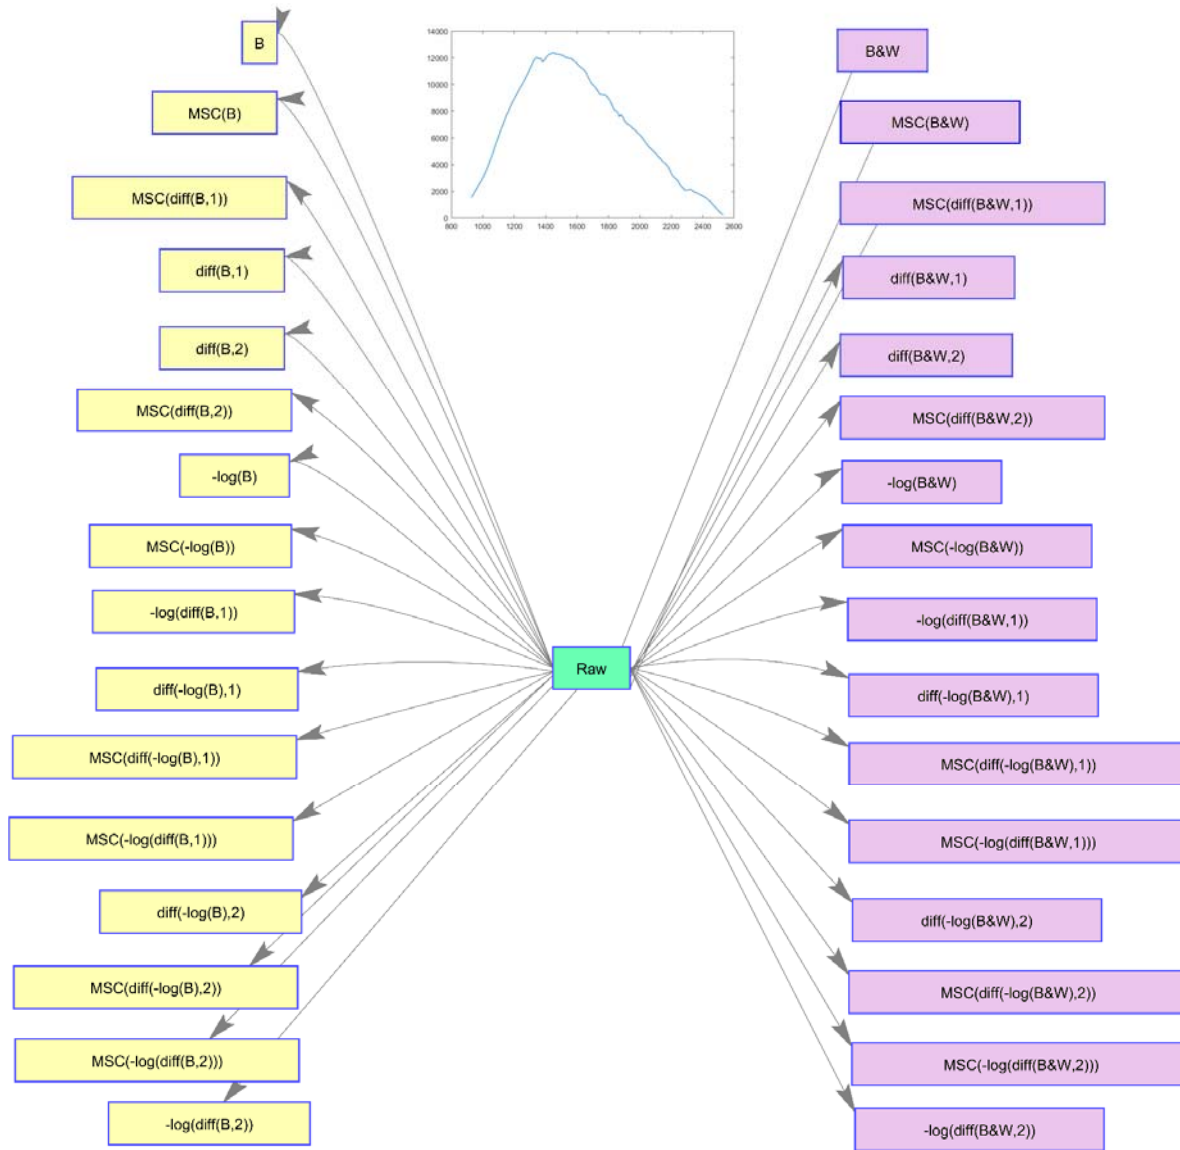 B
MSC(B)
MSC(diff(B,1))
diff(B,1)
diff(B,2)
MSC(diff(B,2))
-log(B)
MSC(-log(B))
-log(diff(B,1))
diff(-log(B),1)
MSC(diff(-log(B),1))
MSC(-log(diff(B,1)))
diff(-log(B),2)
MSC(diff(-log(B),2))
MSC(-log(diff(B,2)))
-log(diff(B,2))
14000
12000
10000
8000
6000
4000
2000
0
800 1000 1200 1400 1600 1800 2000 2200 2400 2600
Raw
B&W
MSC(B&W)
MSC(diff(B&W,1))
diff(B&W,1)
diff(B&W,2)
MSC(diff(B&W,2))
-log(B&W)
MSC(-log(B&W))
-log(diff(B&W,1))
diff(-log(B&W),1)
MSC(diff(-log(B&W),1))
MSC(-log(diff(B&W,1)))
diff(-log(B&W),2)
MSC(diff(-log(B&W),2))
MSC(-log(diff(B&W,2)))
-log(diff(B&W,2))